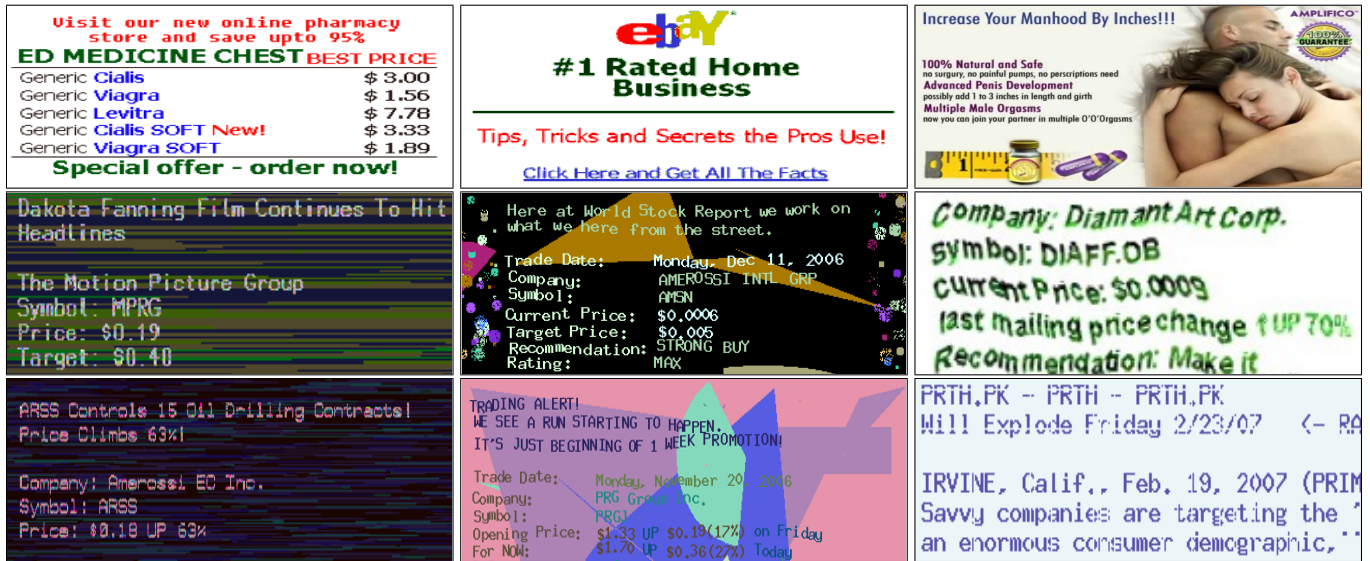 Visit our new online pharmacy
store and save upto 95%
ED MEDICINE CHEST BEST PRICE
Generic Cialis $ 3.00
Generic Viagra $ 1.56
Generic Levitra $ 7.78
Generic Cialis SOFT New! $ 3.33
Generic Viagra SOFT $ 1.89
Special offer - order now!
ebaY
#1 Rated Home
Business
Tips, Tricks and Secrets the Pros Use!
Click Here and Get All The Facts
Increase Your Manhood By Inches!!!
AMPLIFICO
100%
GUARANTEE
100% Natural and Safe
no surgury, no painful pumps, no perscriptions need
Advanced Penis Development
possibly add 1 to 3 inches in length and girth
Multiple Male Orgasms
now you can join your partner in multiple O'O'Orgasms
1
Dakota Fanning Film Continues To Hit
Headlines
The Motion Picture Group
Symbol: MPRG
Price: $0.19
Target: $0.40
Here at World Stock Report we work on
what we here from the street.
Trade Date: Monday, Dec 11, 2006
Company: AMEROSSI INTL GRP
Symbol: AMSN
Current Price: $0.0006
Target Price: $0.005
Recommendation: STRONG BUY
Rating: MAX
Company: Diamant Art Corp.
symbol: DIAFF.OB
current Price: $0.0009
last mailing price change ↑ UP 70%
Recommendation: Make it
ARSS Controls 15 Oil Drilling Contracts!
Price Climbs 63%!
Company: Amerossi EC Inc.
Symbol: ARSS
Price: $0.18 UP 63%
TRADING ALERT!
WE SEE A RUN STARTING TO HAPPEN.
IT'S JUST BEGINNING OF 1 WEEK PROMOTION!
Trade Date: Monday, November 20, 2006
Company: PRG Group Inc.
Symbol: PRGJ
Opening Price: $1.33 UP $0.19(17%) on Friday
For NOW: $1.70 UP $0.36(27%) Today
PRTH.PK - PRTH - PRTH.PK
Will Explode Friday 2/23/07 <- RA
IRVINE, Calif., Feb. 19, 2007 (PRIM
Savvy companies are targeting the "
an enormous consumer demographic, "